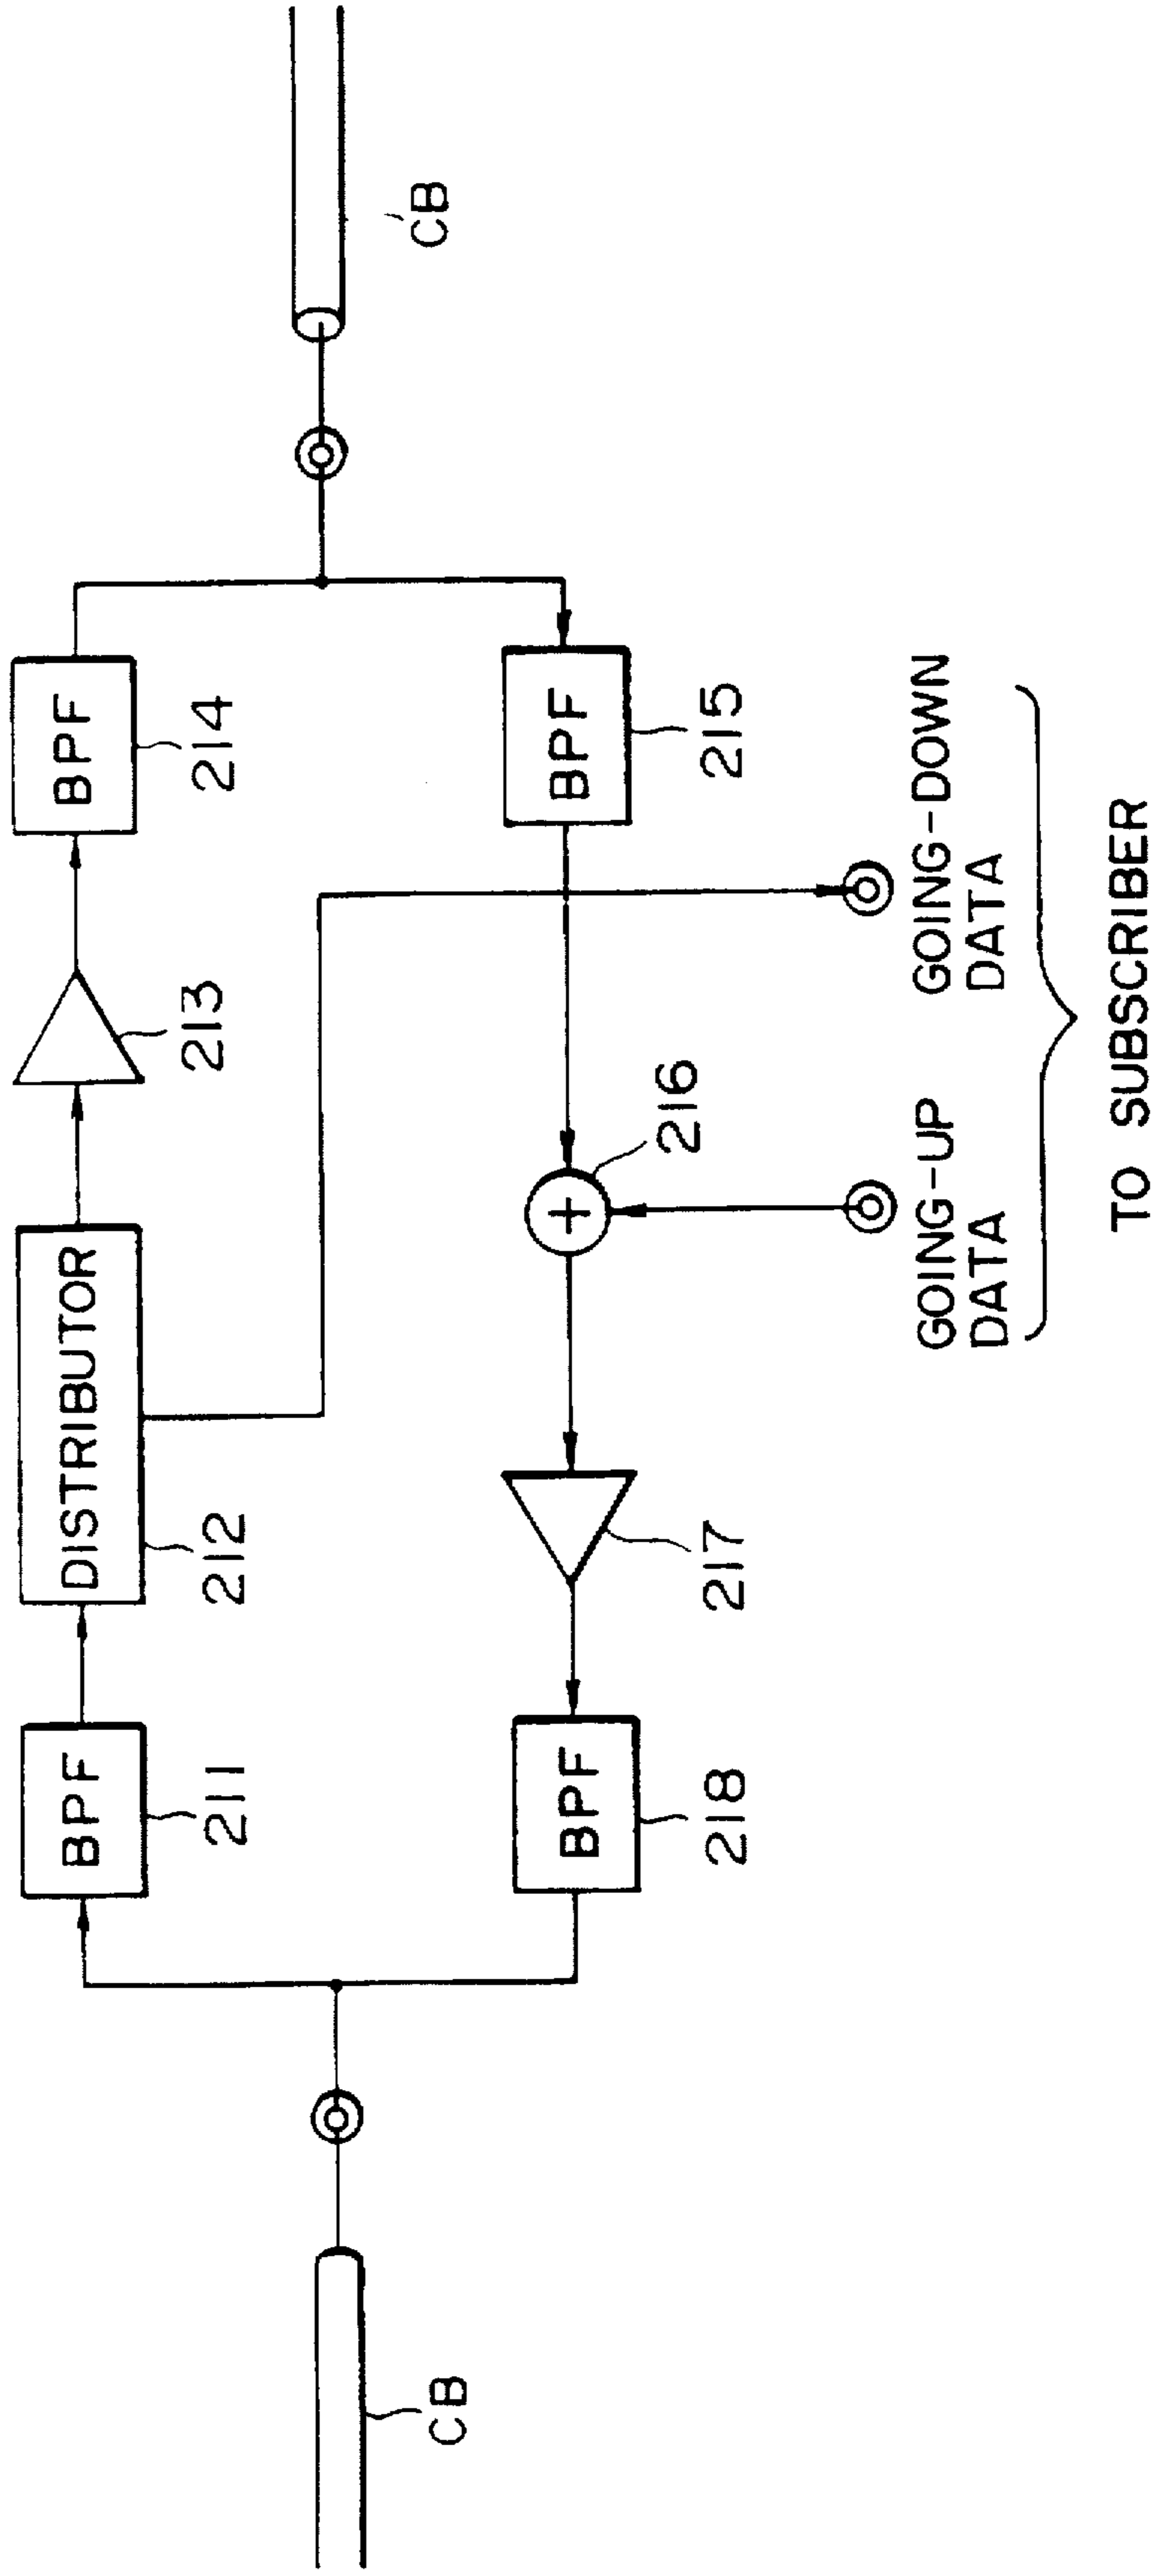 BPF
211
DISTRIBUTOR
212
213
BPF
214
CB
CB
BPF
218
217
216
BPF
215
GOING-UP
DATA
GOING-DOWN
DATA
TO SUBSCRIBER